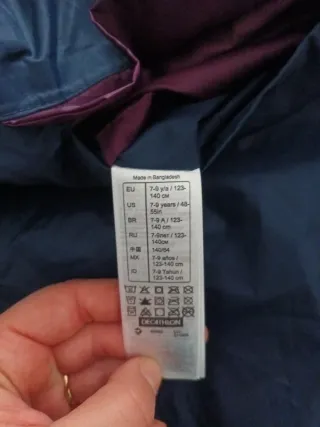 Made in Bangladesh
EU 7-9 y/a / 123-
140 cm
US 7-9 years / 48-
55in
BR 7-9 A / 123-
140 cm
RU 7-9лет / 123-
140см
中国 140/64
MX 7-9 años /
123-140 cm
ID 7-9 Tahun /
123-140 cm
DECATHLON